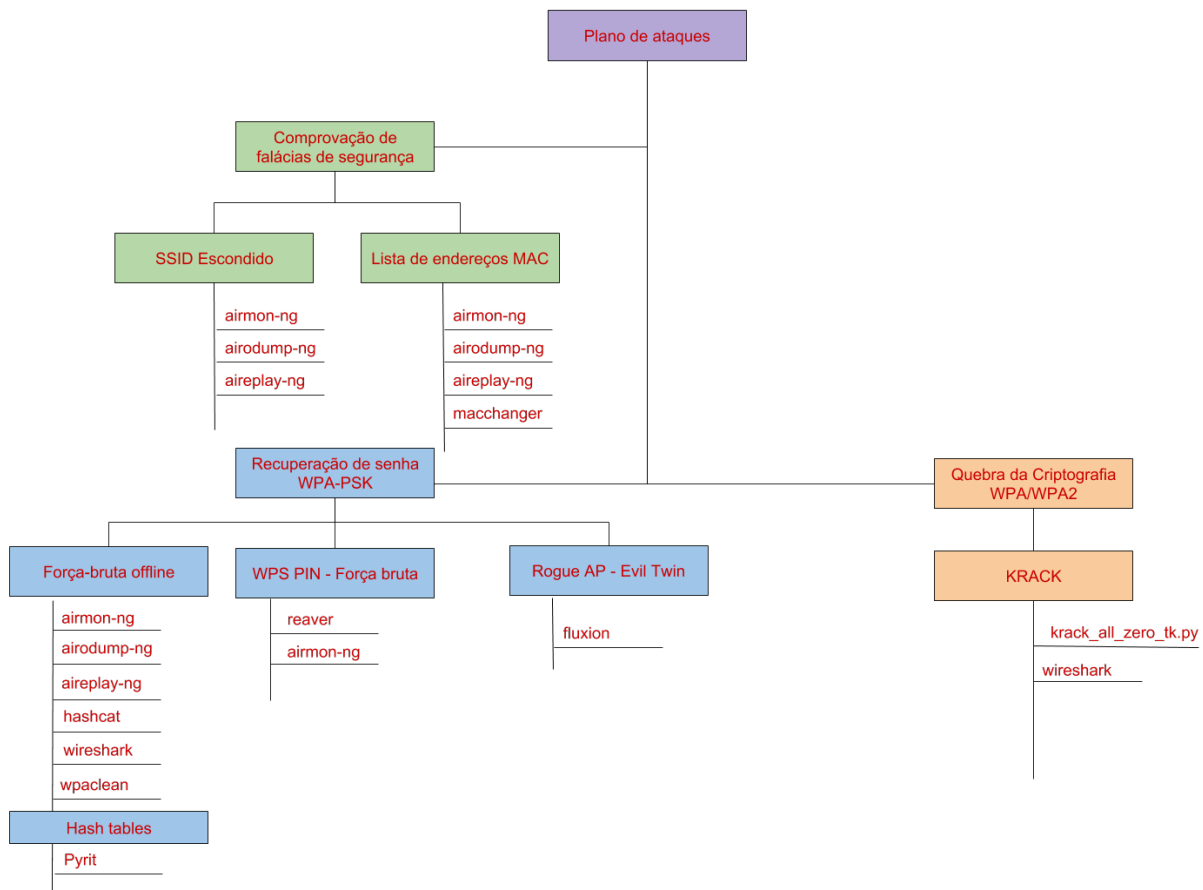 Plano de ataques
Comprovação de
falácias de segurança
SSID Escondido
airmon-ng
airodump-ng
aireplay-ng
Lista de endereços MAC
airmon-ng
airodump-ng
aireplay-ng
macchanger
Recuperação de senha
WPA-PSK
Força-bruta offline
airmon-ng
airodump-ng
aireplay-ng
hashcat
wireshark
wpaclean
Hash tables
Pyrit
WPS PIN - Força bruta
reaver
airmon-ng
Rogue AP - Evil Twin
fluxion
Quebra da Criptografia
WPA/WPA2
KRACK
krack_all_zero_tk.py
wireshark